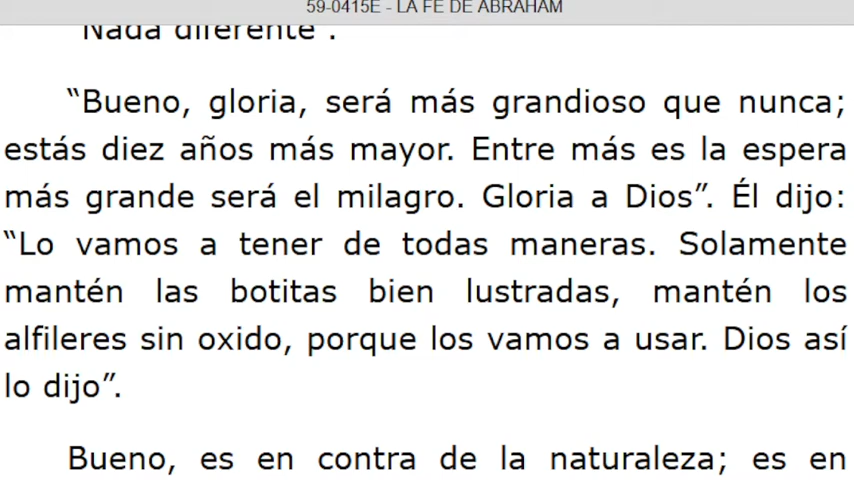 59-0415E - LA FE DE ABRAHAM
Nada diferente".
“Bueno, gloria, será más grandioso que nunca;
estás diez años más mayor. Entre más es la espera
más grande será el milagro. Gloria a Dios”. Él dijo:
“Lo vamos a tener de todas maneras. Solamente
mantén las botitas bien lustradas, mantén los
alfileres sin oxido, porque los vamos a usar. Dios así
lo dijo”.
Bueno, es en contra de la naturaleza; es en